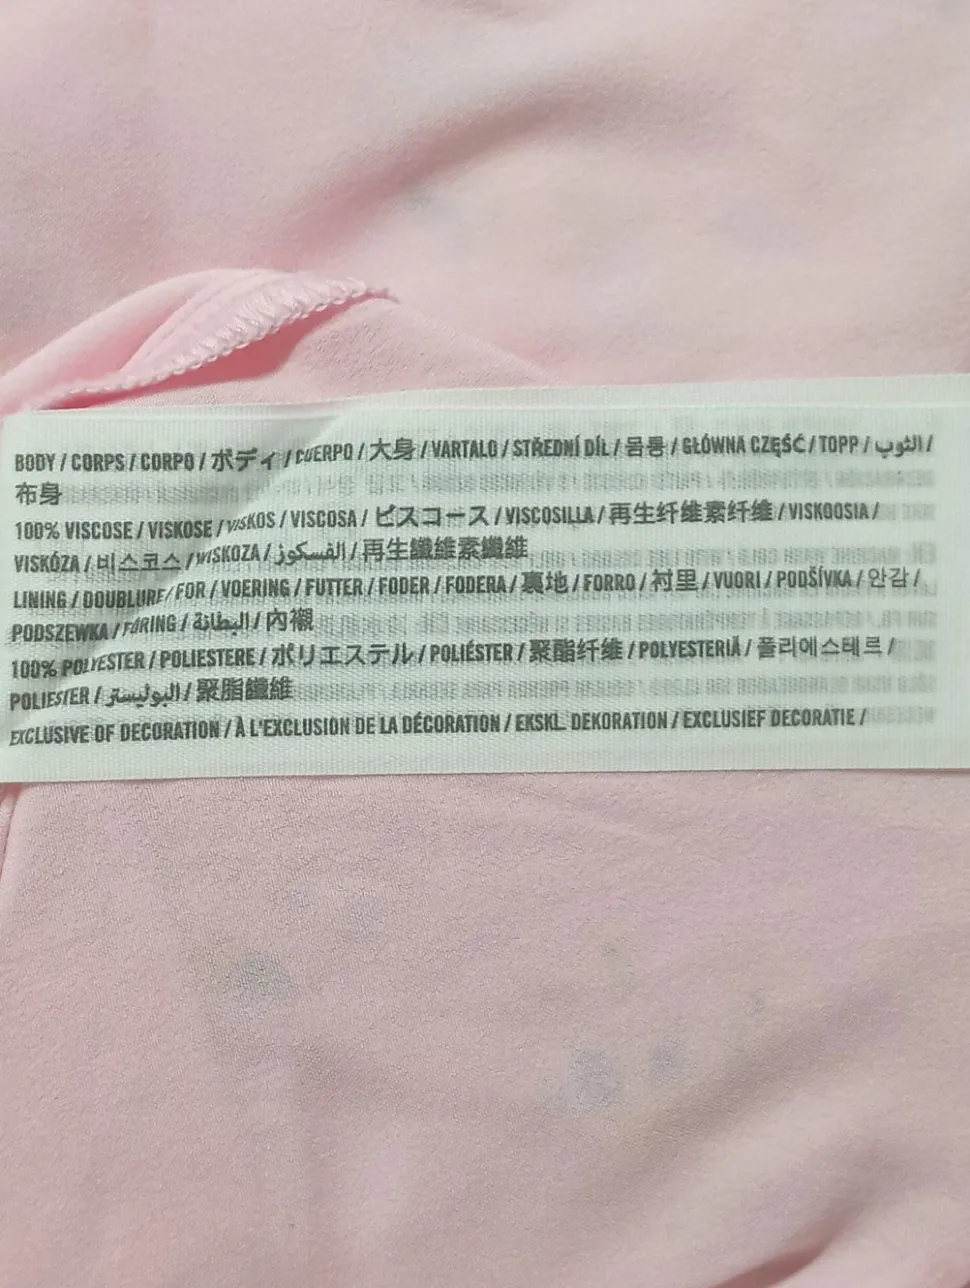 BODY / CORPS / CORPO / ボディ / CUERPO / 大身 / VARTALO / STŘEDNÍ DÍL / 몸통 / GŁÓWNA CZĘŚĆ / TOPP / الثوب /
布身
100% VISCOSE / VISKOSE / VISKOS / VISCOSA / ビスコース / VISCOSILLA / 再生纤维素纤维 / VISKOOSIA /
VISKÓZA / 비스코스 / WISKOZA / الفسكوز / 再生纖維素纖維
LINING / DOUBLURE / FOR / VOERING / FUTTER / FODER / FODERA / 裏地 / FORRO / 衬里 / VUORI / PODŠÍVKA / 안감 /
PODSZEWKA / FÔRING / البطانة / 內襯
100% POLYESTER / POLIESTERE / ポリエステル / POLIÉSTER / 聚酯纤维 / POLYESTERIÄ / 폴리에스테르 /
POLIESTER / البوليستر / 聚脂纖維
EXCLUSIVE OF DECORATION / À L'EXCLUSION DE LA DÉCORATION / EKSKL. DEKORATION / EXCLUSIEF DECORATIE /